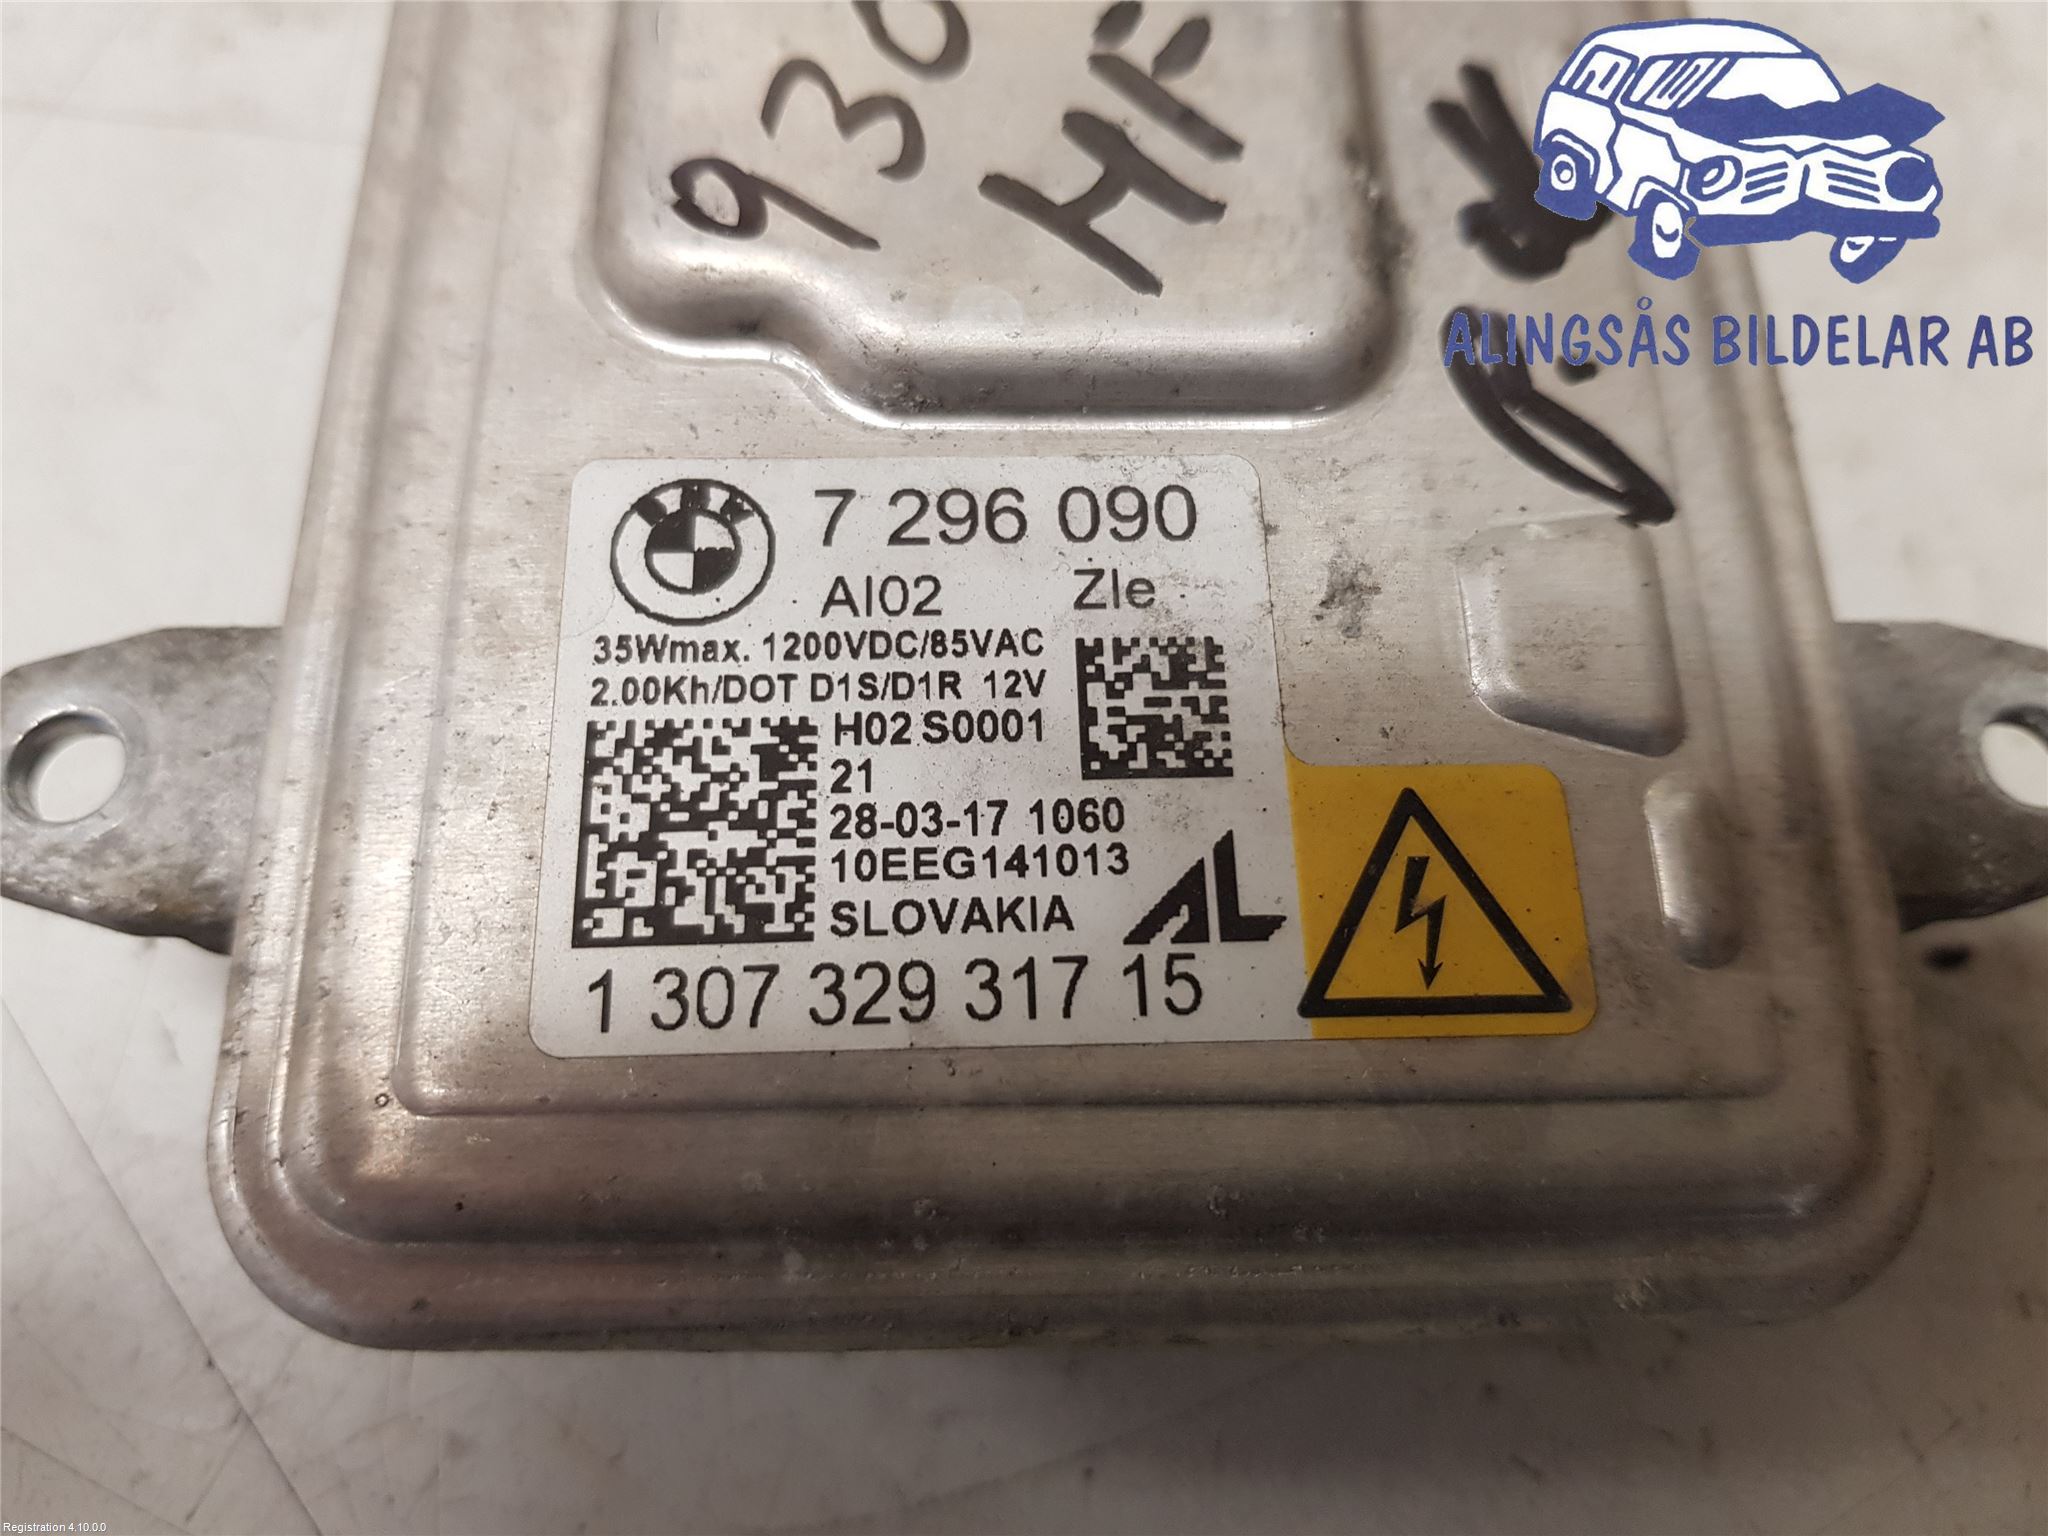 930
HF
ALINGSÅS BILDELAR AB
7 296 090
AI02 Zle
35Wmax. 1200VDC/85VAC
2.00Kh/DOT D1S/D1R 12V
H02 S0001
21
28-03-17 1060
10EEG141013
SLOVAKIA
AL
1 307 329 317 15
Registration 4.10.0.0